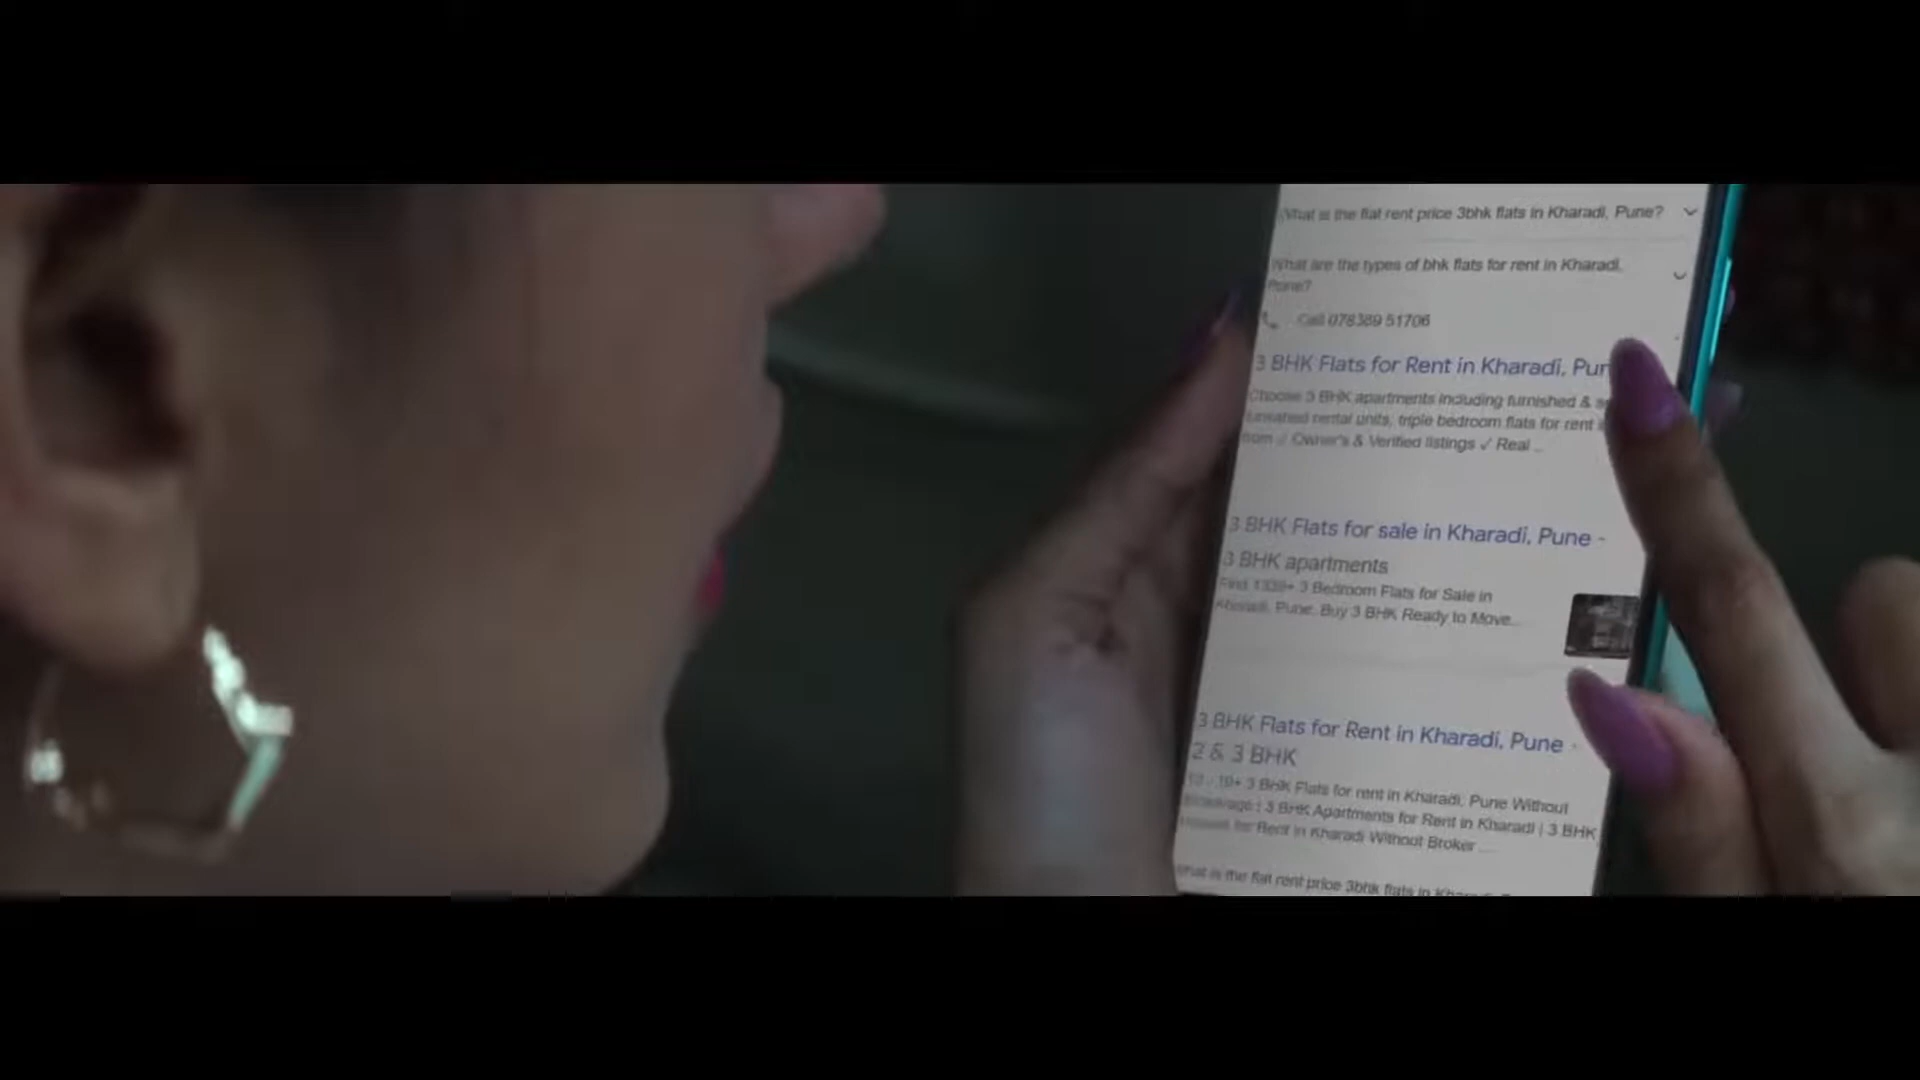 What is the flat rent price 3bhk flats in Kharadi, Pune?
What are the types of bhk flats for rent in Kharadi,
Pune?
Call 078389 51706
3 BHK Flats for Rent in Kharadi, Pun
Choose 3 BHK apartments including furnished & s
rental units, triple bedroom flats for rent
from ✓ Owner's & Verified listings ✓ Real ...
3 BHK Flats for sale in Kharadi, Pune -
3 BHK apartments
Find 3 Bedroom Flats for Sale in
Kharadi, Pune. Buy 3 BHK Ready to Move...
3 BHK Flats for Rent in Kharadi, Pune -
2 & 3 BHK
3 BHK Flats for rent in Kharadi, Pune Without
| 3 BHK Apartments for Rent in Kharadi | 3 BHK
for Rent in Kharadi Without Broker ...
What is the flat rent price 3bhk flats in